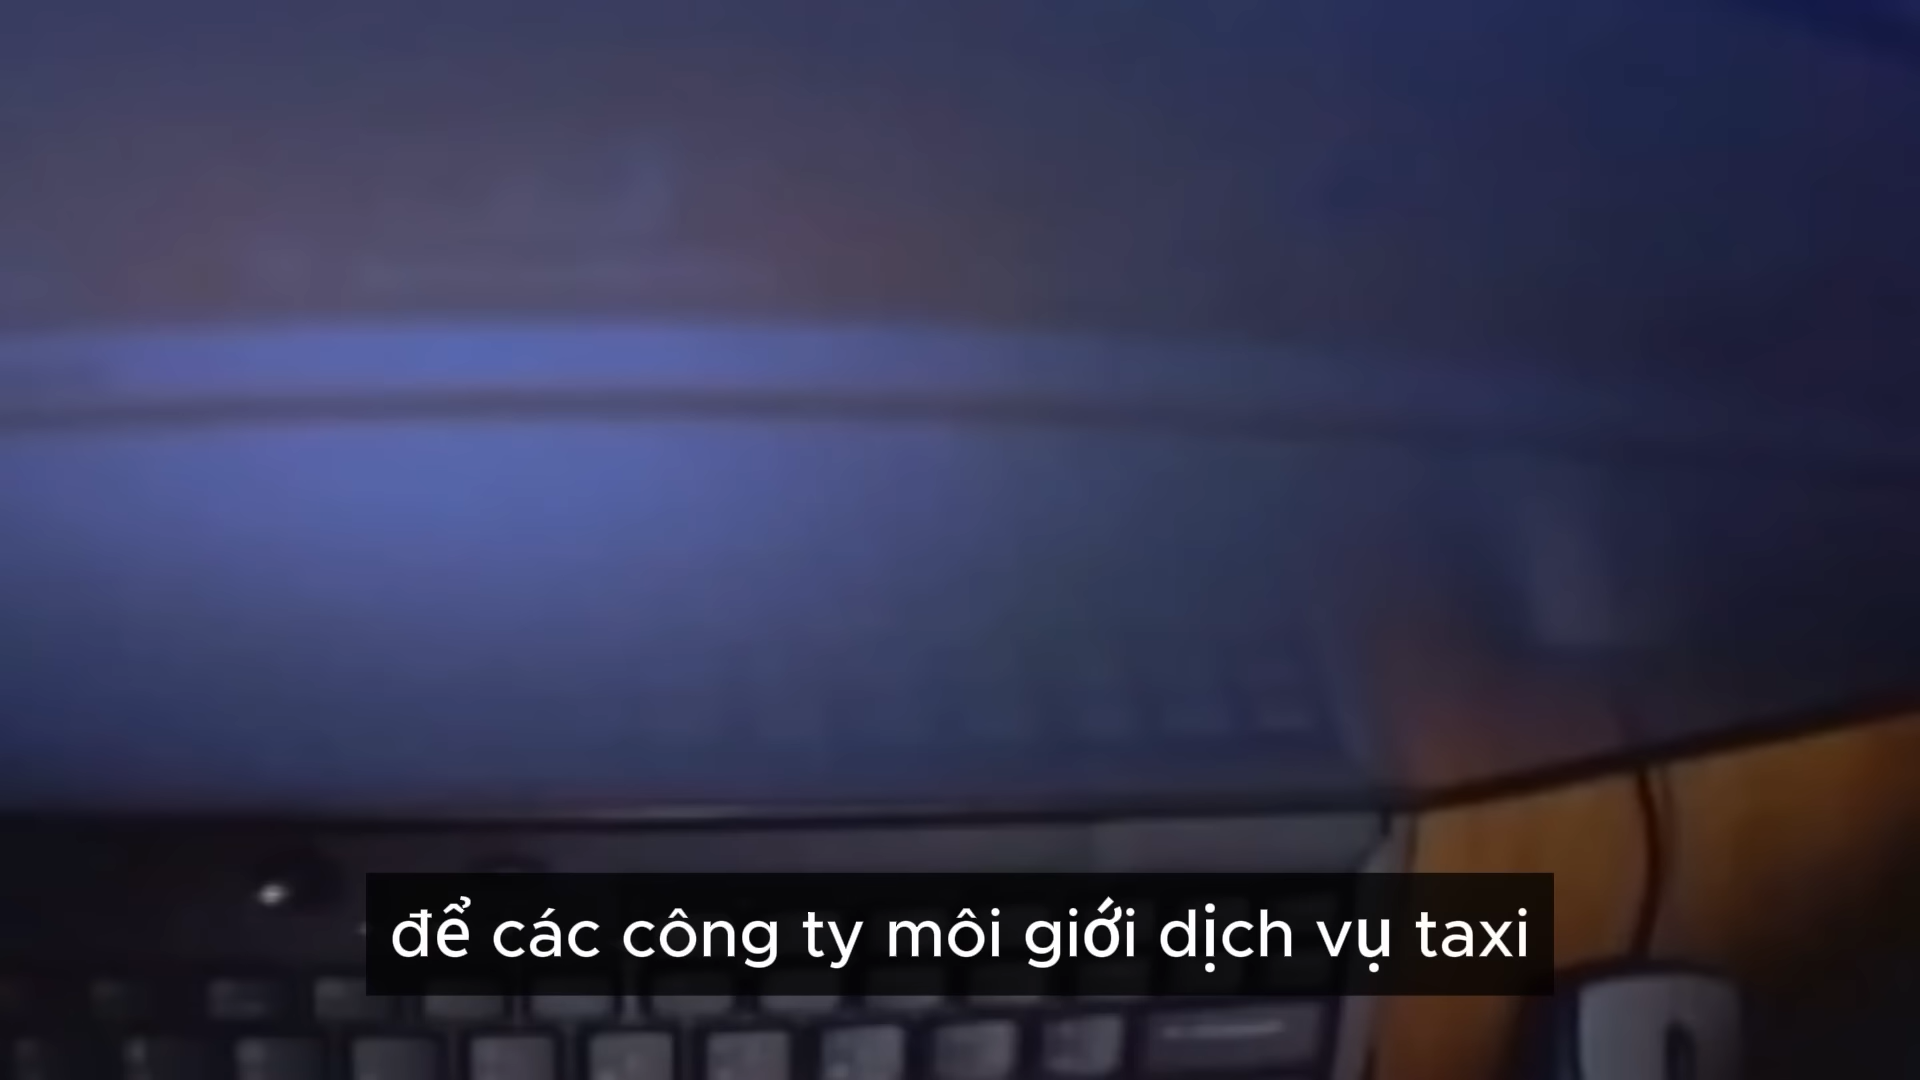 để các công ty môi giới dịch vụ taxi